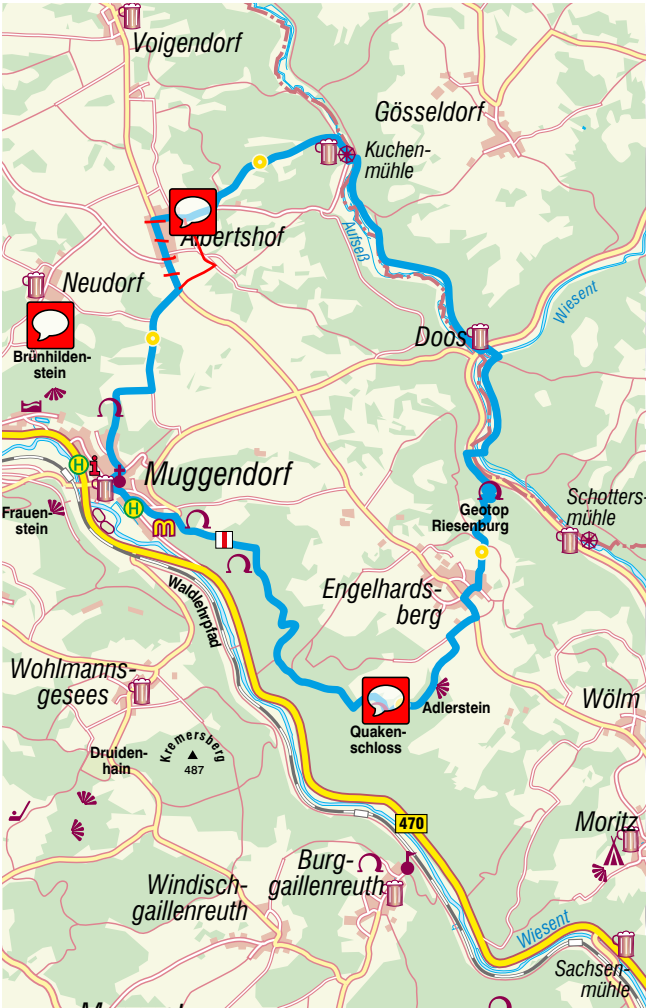 Voigendorf
Gösseldorf
Kuchen-
mühle
Aufseß
Albertshof
Neudorf
Wiesent
Doos
Brünhilden-
stein
Muggendorf
H
i
H
Frauen-
stein
Geotop
Riesenburg
Schotters-
mühle
Waldlehrpfad
Engelhards-
berg
Wohlmanns-
gesees
Adlerstein
Quaken-
schloss
Wölm
Druiden-
hain
Kremersberg
487
470
Moritz
Burg-
gaillenreuth
Windisch-
gaillenreuth
Wiesent
Sachsen-
mühle